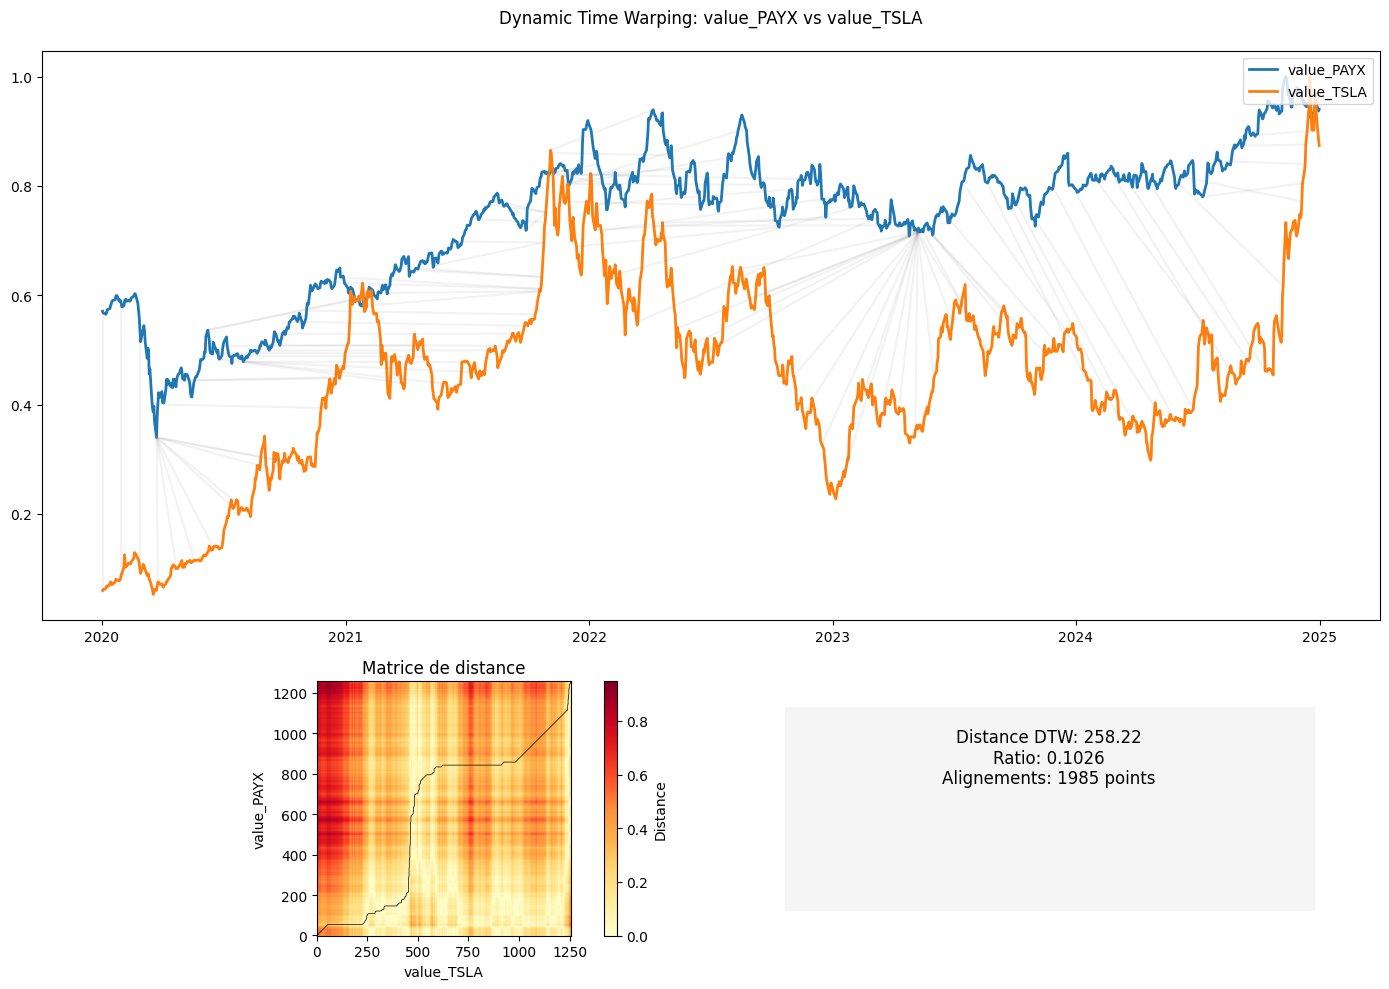 Dynamic Time Warping: value_PAYX vs value_TSLA
value_PAYX
value_TSLA
1.0
0.8
0.6
0.4
0.2
2020 2021 2022 2023 2024 2025
Matrice de distance
value_PAYX
1200
1000
800
600
400
200
0
0 250 500 750 1000 1250
value_TSLA
0.8
0.6
0.4
0.2
0.0
Distance
Distance DTW: 258.22
Ratio: 0.1026
Alignements: 1985 points